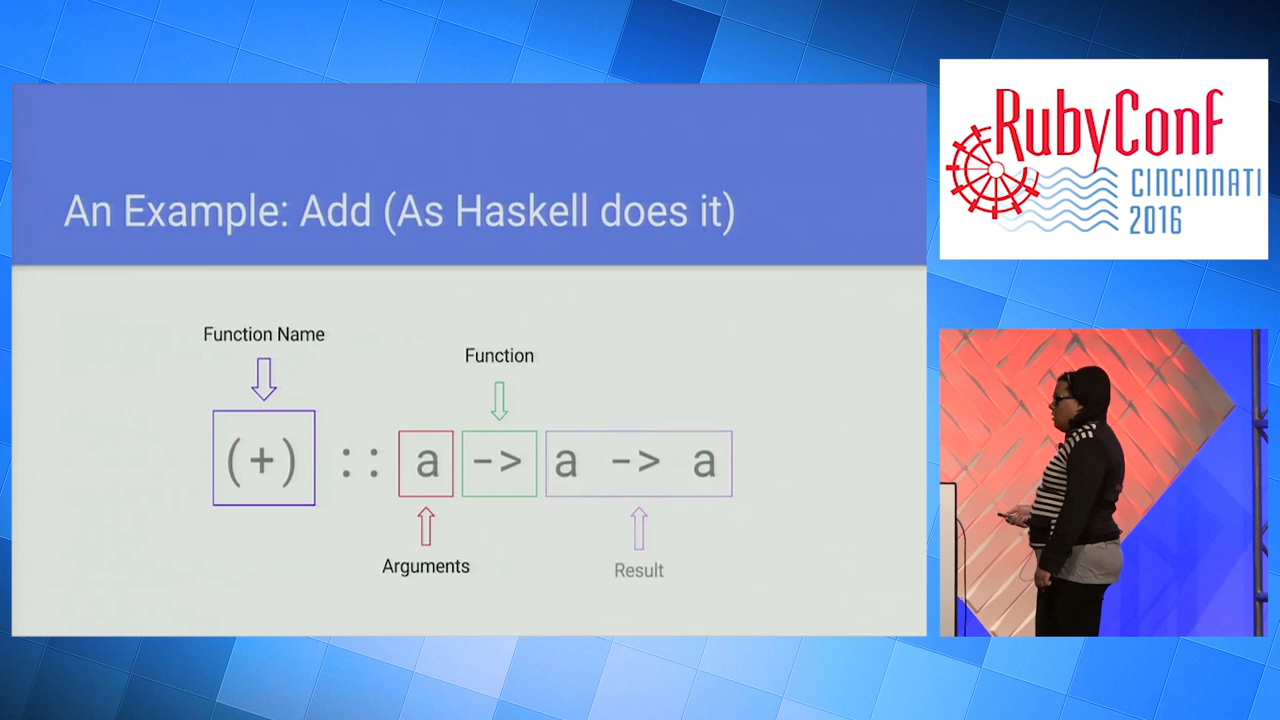 An Example: Add (As Haskell does it)
Function Name
Function
(+) :: a -> a -> a
Arguments
Result
RubyConf
CINCINNATI
2016